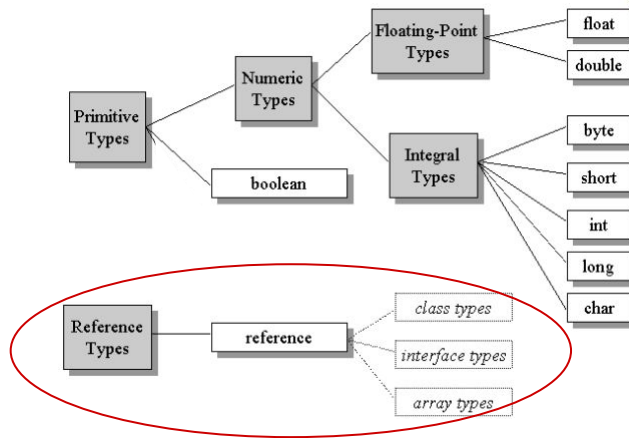 Floating-Point
Types
float
double
Numeric
Types
Primitive
Types
boolean
Integral
Types
byte
short
int
long
char
Reference
Types
reference
class types
interface types
array types